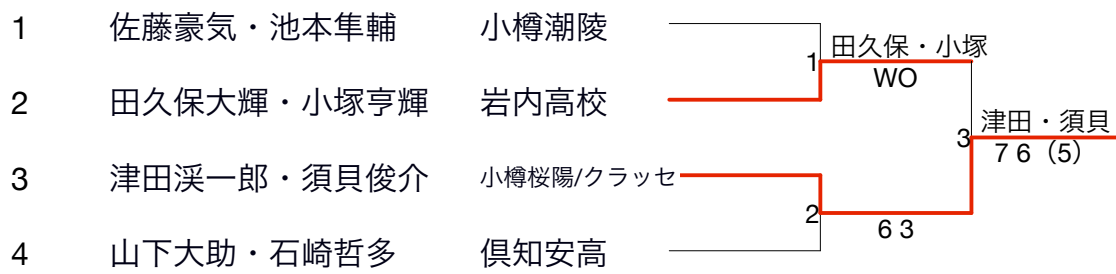 1 佐藤豪気・池本隼輔 小樽潮陵
2 田久保大輝・小塚亨輝 岩内高校
3 津田渓一郎・須貝俊介 小樽桜陽/クラッセ
4 山下大助・石崎哲多 倶知安高
1 田久保・小塚
WO
2
6 3
3 津田・須貝
7 6（5）